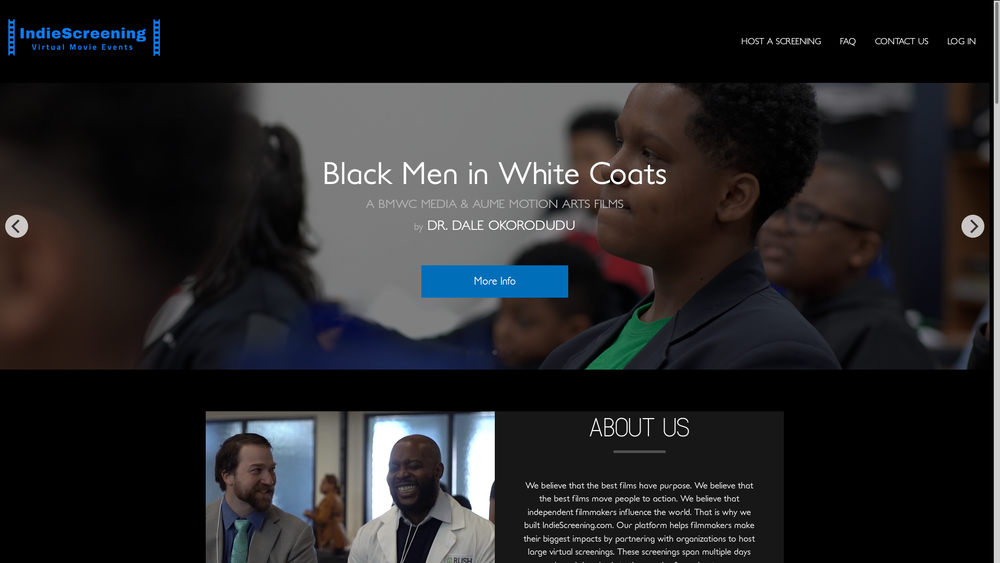 IndieScreening
Virtual Movie Events
HOST A SCREENING FAQ CONTACT US LOG IN
Black Men in White Coats
A BMWC MEDIA & AUME MOTION ARTS FILMS
by DR. DALE OKORODUDU
More Info
ABOUT US
We believe that the best films have purpose. We believe that
the best films move people to action. We believe that
independent filmmakers influence the world. That is why we
built IndieScreening.com. Our platform helps filmmakers make
their biggest impacts by partnering with organizations to host
large virtual screenings. These screenings span multiple days
RUSH